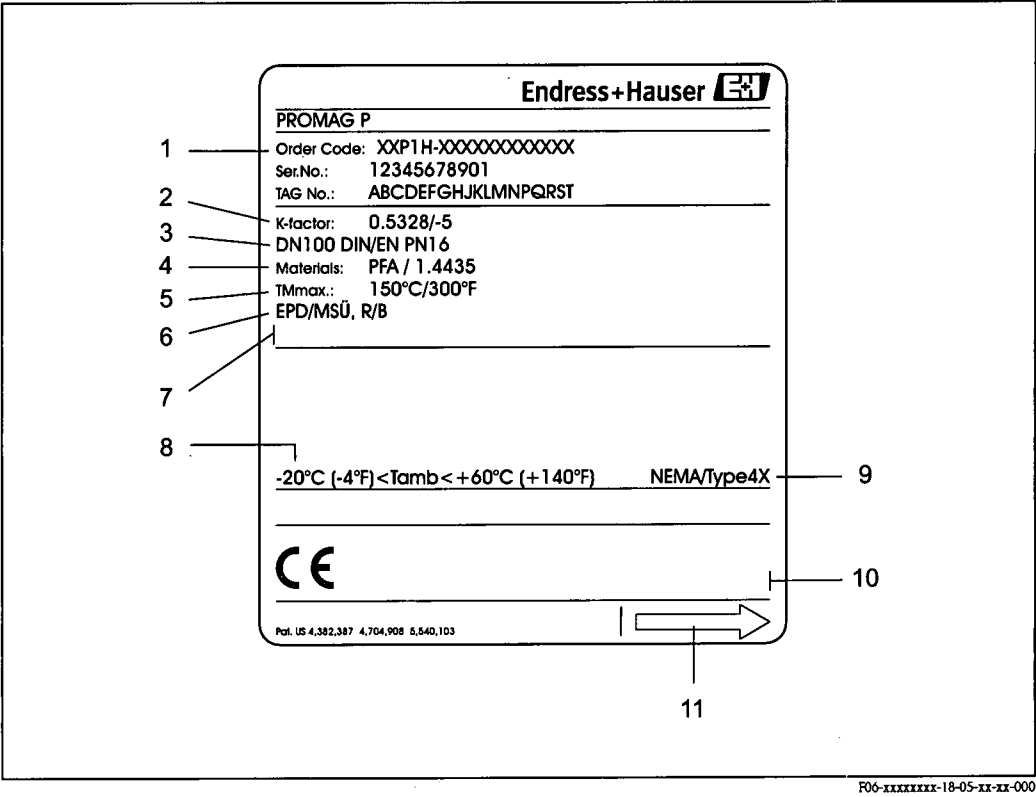 Endress+Hauser E+H
PROMAG P
1 Order Code: XXP1H-XXXXXXXXXXXX
Ser.No.: 12345678901
TAG No.: ABCDEFGHJKLMNPQRST
2 K-factor: 0.5328/-5
3 DN100 DIN/EN PN16
4 Materials: PFA / 1.4435
5 TMmax.: 150°C/300°F
6 EPD/MSÜ, R/B
7
8
-20°C (-4°F)<Tamb<+60°C (+140°F) NEMA/Type4X 9
CE
10
Pat. US 4,382,387 4,704,908 5,540,103
11
F06-xxxxxxxx-18-05-xx-xx-000